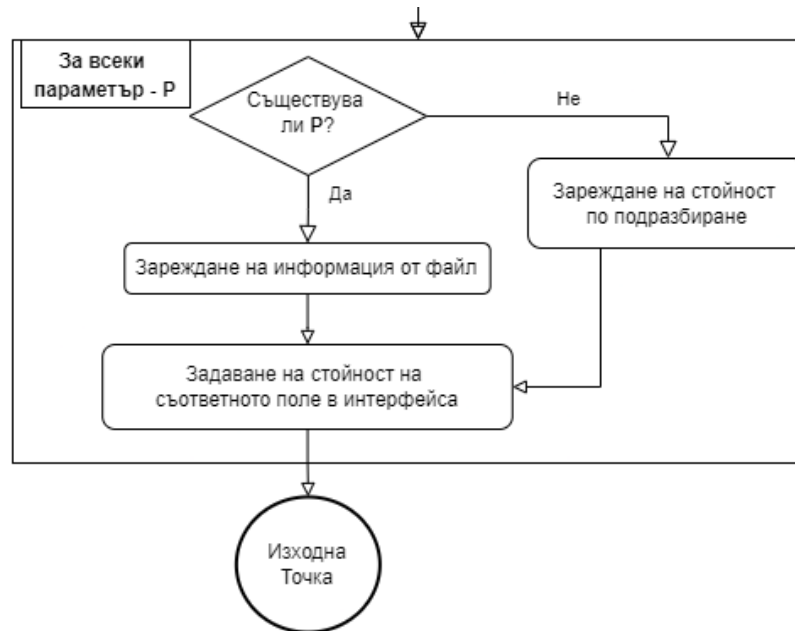 За всеки
параметър - P
Съществува
ли P?
Не
Да
Зареждане на стойност
по подразбиране
Зареждане на информация от файл
Задаване на стойност на
съответното поле в интерфейса
Изходна
Точка